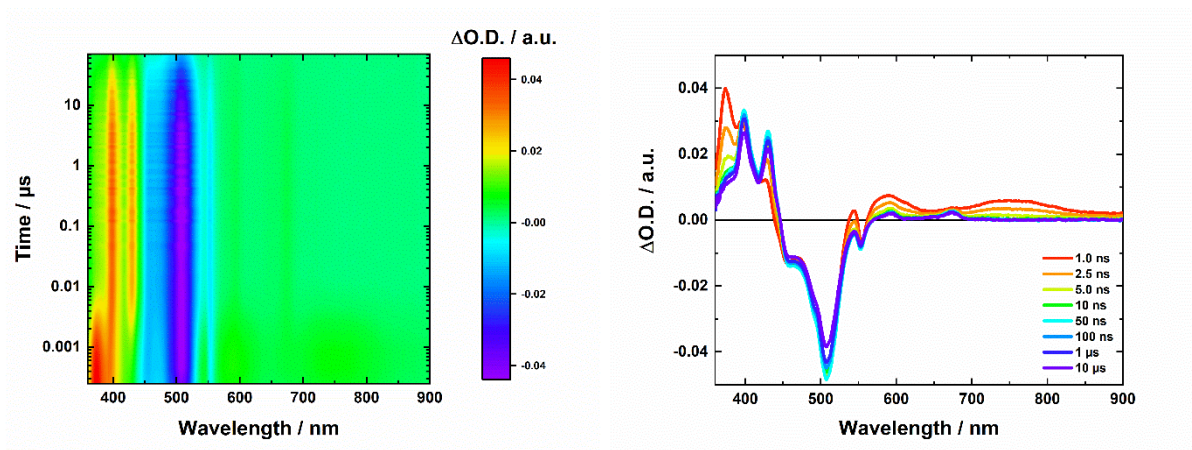 ΔO.D. / a.u.
Time / µs
10
1
0.1
0.01
0.001
400 500 600 700 800 900
Wavelength / nm
0.04
0.02
-0.00
-0.02
-0.04
ΔO.D. / a.u.
0.04
0.02
0.00
-0.02
-0.04
400 500 600 700 800 900
Wavelength / nm
1.0 ns
2.5 ns
5.0 ns
10 ns
50 ns
100 ns
1 µs
10 µs